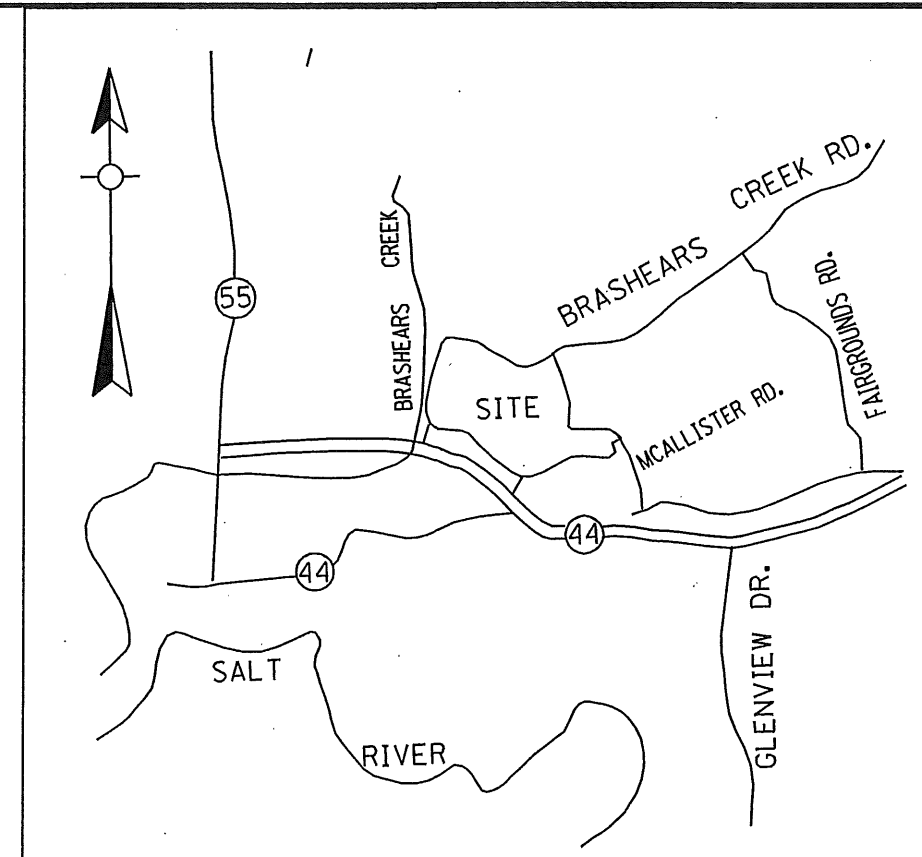 CREEK RD.
BRASHEARS
CREEK
BRASHEARS
FAIRGROUNDS RD.
55
SITE
MCALLISTER RD.
44
44
GLENVIEW DR.
SALT
RIVER